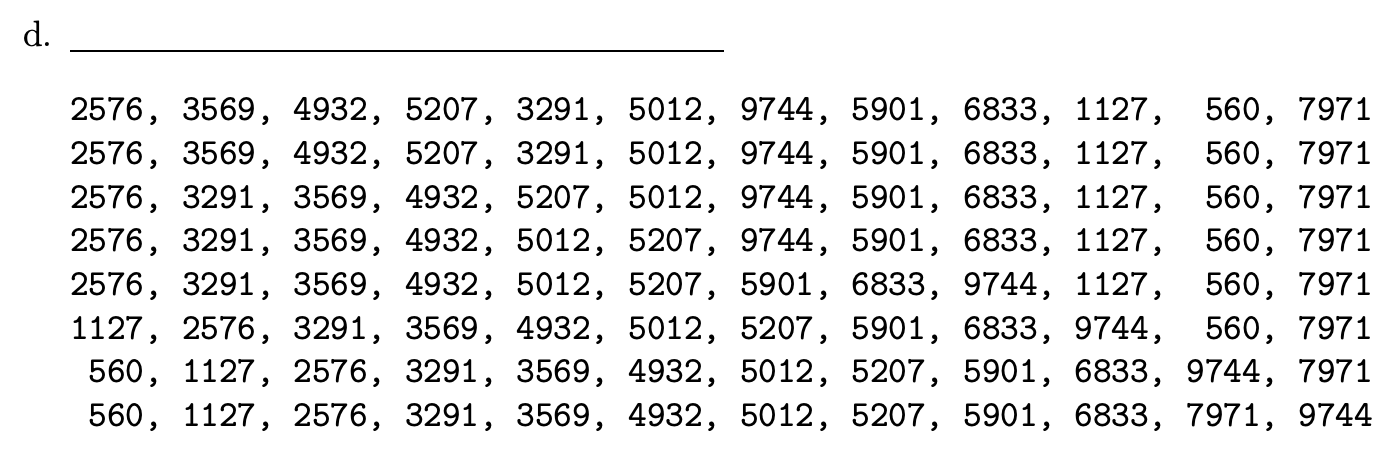 d. ____________________
2576, 3569, 4932, 5207, 3291, 5012, 9744, 5901, 6833, 1127, 560, 7971
2576, 3569, 4932, 5207, 3291, 5012, 9744, 5901, 6833, 1127, 560, 7971
2576, 3291, 3569, 4932, 5207, 5012, 9744, 5901, 6833, 1127, 560, 7971
2576, 3291, 3569, 4932, 5012, 5207, 9744, 5901, 6833, 1127, 560, 7971
2576, 3291, 3569, 4932, 5012, 5207, 5901, 6833, 9744, 1127, 560, 7971
1127, 2576, 3291, 3569, 4932, 5012, 5207, 5901, 6833, 9744, 560, 7971
560, 1127, 2576, 3291, 3569, 4932, 5012, 5207, 5901, 6833, 9744, 7971
560, 1127, 2576, 3291, 3569, 4932, 5012, 5207, 5901, 6833, 7971, 9744